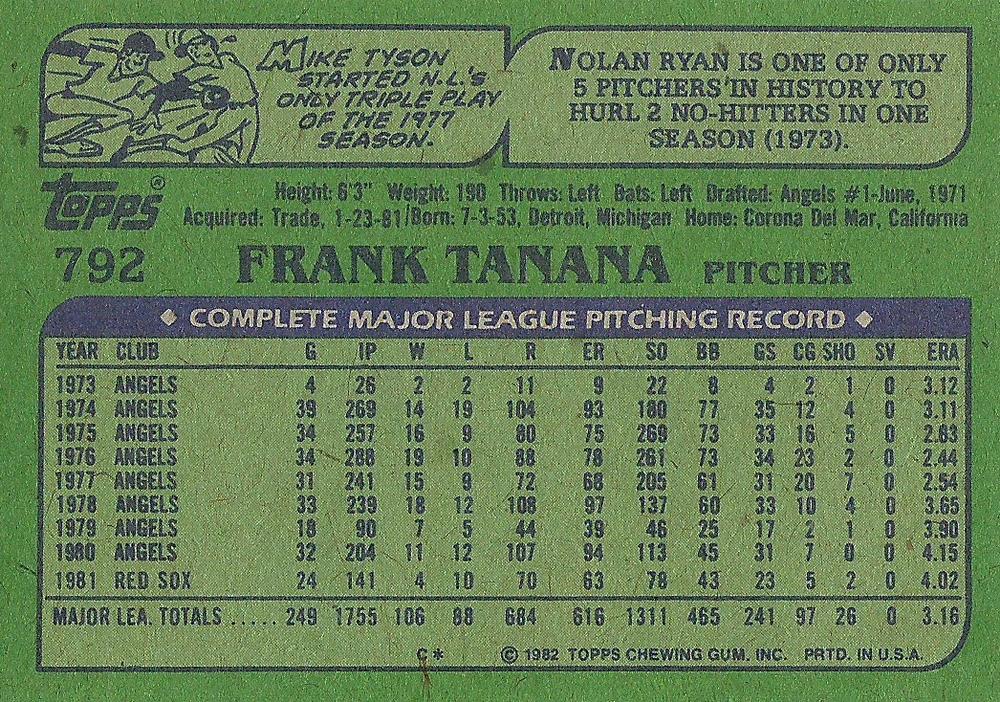 MIKE TYSON
STARTED N.L.'S
ONLY TRIPLE PLAY
OF THE 1977
SEASON.
NOLAN RYAN IS ONE OF ONLY
5 PITCHERS IN HISTORY TO
HURL 2 NO-HITTERS IN ONE
SEASON (1973).
TOPPS®
Height: 6'3" Weight: 190 Throws: Left Bats: Left Drafted: Angels #1-June, 1971
Acquired: Trade, 1-23-81/Born: 7-3-53, Detroit, Michigan Home: Corona Del Mar, California
792 FRANK TANANA PITCHER
◆ COMPLETE MAJOR LEAGUE PITCHING RECORD ◆
YEAR CLUB G IP W L R ER SO BB GS CG SHO SV ERA
1973 ANGELS 4 26 2 2 11 9 22 8 4 2 1 0 3.12
1974 ANGELS 39 269 14 19 104 93 180 77 35 12 4 0 3.11
1975 ANGELS 34 257 16 9 80 75 269 73 33 16 5 0 2.63
1976 ANGELS 34 288 19 10 88 78 261 73 34 23 2 0 2.44
1977 ANGELS 31 241 15 9 72 68 205 61 31 20 7 0 2.54
1978 ANGELS 33 239 18 12 108 97 137 60 33 10 4 0 3.65
1979 ANGELS 18 90 7 5 44 39 46 25 17 2 1 0 3.90
1980 ANGELS 32 204 11 12 107 94 113 45 31 7 0 0 4.15
1981 RED SOX 24 141 4 10 70 63 78 43 23 5 2 0 4.02
MAJOR LEA. TOTALS ..... 249 1755 106 88 684 616 1311 465 241 97 26 0 3.16
C* © 1982 TOPPS CHEWING GUM, INC. PRTD. IN U.S.A.